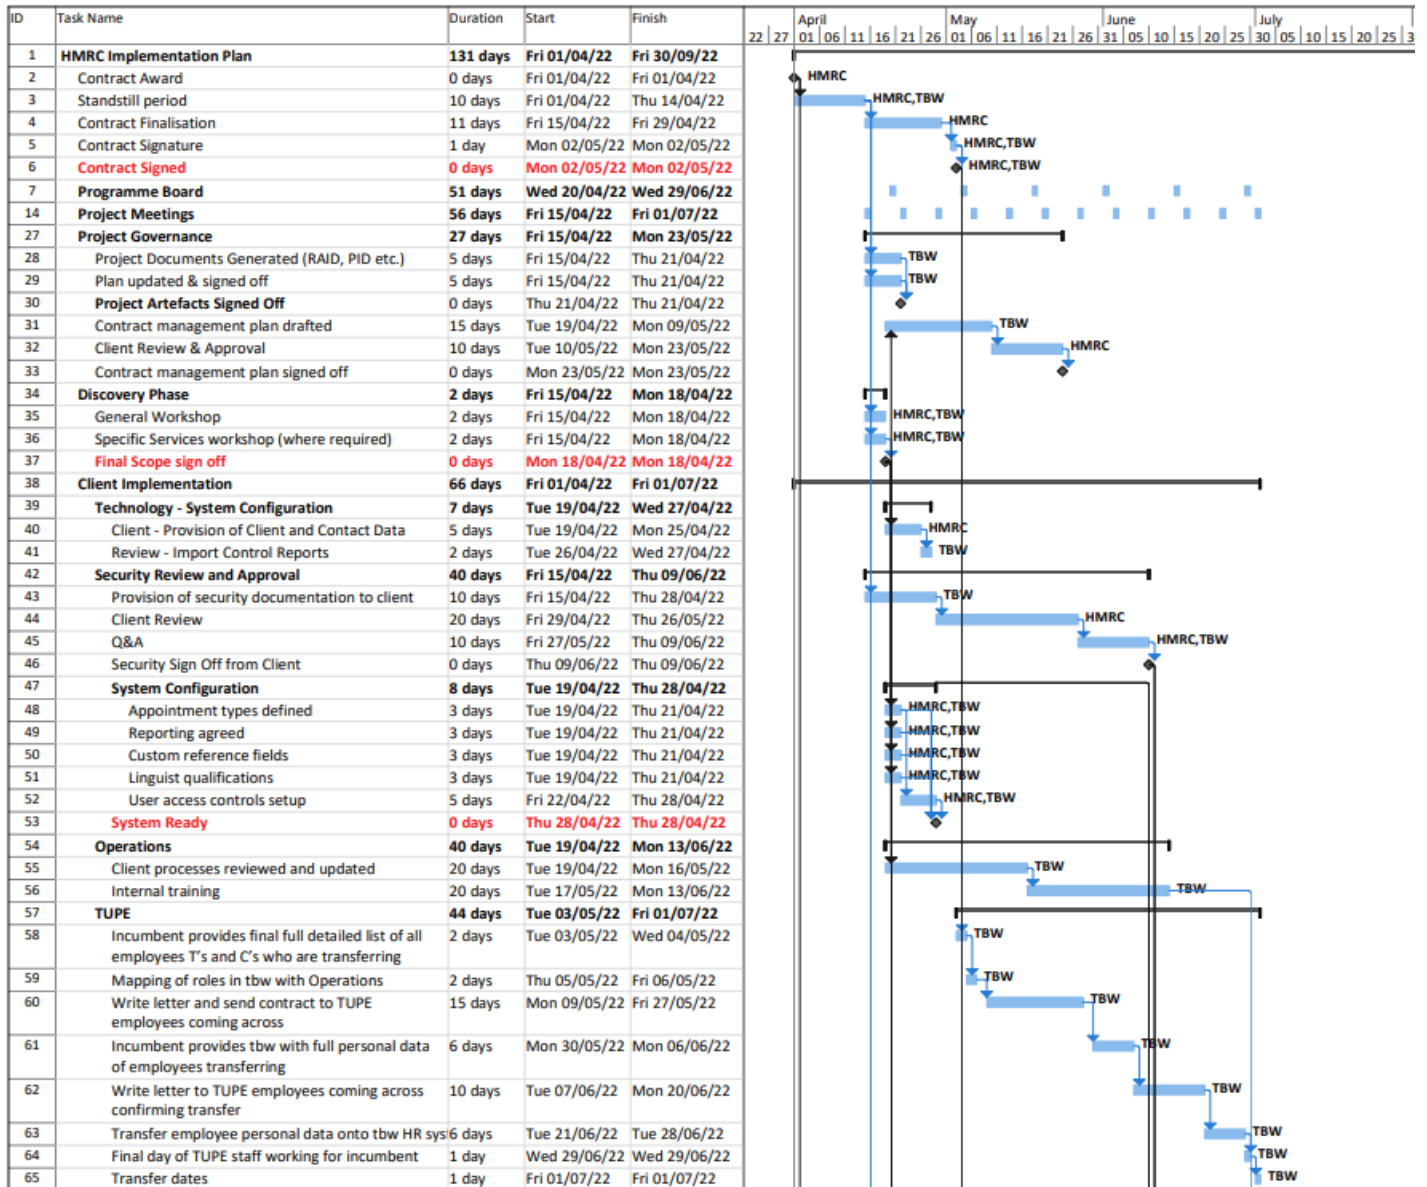 ID Task Name Duration Start Finish April May June July
22 27 01 06 11 16 21 26 01 06 11 16 21 26 31 05 10 15 20 25 30 05 10 15 20 25 3
1 HMRC Implementation Plan 131 days Fri 01/04/22 Fri 30/09/22
2 Contract Award 0 days Fri 01/04/22 Fri 01/04/22 HMRC
3 Standstill period 10 days Fri 01/04/22 Thu 14/04/22 HMRC,TBW
4 Contract Finalisation 11 days Fri 15/04/22 Fri 29/04/22 HMRC
5 Contract Signature 1 day Mon 02/05/22 Mon 02/05/22 HMRC,TBW
6 Contract Signed 0 days Mon 02/05/22 Mon 02/05/22 HMRC,TBW
7 Programme Board 51 days Wed 20/04/22 Wed 29/06/22
14 Project Meetings 56 days Fri 15/04/22 Fri 01/07/22
27 Project Governance 27 days Fri 15/04/22 Mon 23/05/22
28 Project Documents Generated (RAID, PID etc.) 5 days Fri 15/04/22 Thu 21/04/22 TBW
29 Plan updated & signed off 5 days Fri 15/04/22 Thu 21/04/22 TBW
30 Project Artefacts Signed Off 0 days Thu 21/04/22 Thu 21/04/22
31 Contract management plan drafted 15 days Tue 19/04/22 Mon 09/05/22 TBW
32 Client Review & Approval 10 days Tue 10/05/22 Mon 23/05/22 HMRC
33 Contract management plan signed off 0 days Mon 23/05/22 Mon 23/05/22
34 Discovery Phase 2 days Fri 15/04/22 Mon 18/04/22
35 General Workshop 2 days Fri 15/04/22 Mon 18/04/22 HMRC,TBW
36 Specific Services workshop (where required) 2 days Fri 15/04/22 Mon 18/04/22 HMRC,TBW
37 Final Scope sign off 0 days Mon 18/04/22 Mon 18/04/22
38 Client Implementation 66 days Fri 01/04/22 Fri 01/07/22
39 Technology - System Configuration 7 days Tue 19/04/22 Wed 27/04/22
40 Client - Provision of Client and Contact Data 5 days Tue 19/04/22 Mon 25/04/22 HMRC
41 Review - Import Control Reports 2 days Tue 26/04/22 Wed 27/04/22 TBW
42 Security Review and Approval 40 days Fri 15/04/22 Thu 09/06/22
43 Provision of security documentation to client 10 days Fri 15/04/22 Thu 28/04/22 TBW
44 Client Review 20 days Fri 29/04/22 Thu 26/05/22 HMRC
45 Q&A 10 days Fri 27/05/22 Thu 09/06/22 HMRC,TBW
46 Security Sign Off from Client 0 days Thu 09/06/22 Thu 09/06/22
47 System Configuration 8 days Tue 19/04/22 Thu 28/04/22
48 Appointment types defined 3 days Tue 19/04/22 Thu 21/04/22 HMRC,TBW
49 Reporting agreed 3 days Tue 19/04/22 Thu 21/04/22 HMRC,TBW
50 Custom reference fields 3 days Tue 19/04/22 Thu 21/04/22 HMRC,TBW
51 Linguist qualifications 3 days Tue 19/04/22 Thu 21/04/22 HMRC,TBW
52 User access controls setup 5 days Fri 22/04/22 Thu 28/04/22 HMRC,TBW
53 System Ready 0 days Thu 28/04/22 Thu 28/04/22
54 Operations 40 days Tue 19/04/22 Mon 13/06/22
55 Client processes reviewed and updated 20 days Tue 19/04/22 Mon 16/05/22 TBW
56 Internal training 20 days Tue 17/05/22 Mon 13/06/22 TBW
57 TUPE 44 days Tue 03/05/22 Fri 01/07/22
58 Incumbent provides final full detailed list of all 2 days Tue 03/05/22 Wed 04/05/22 TBW
employees T's and C's who are transferring
59 Mapping of roles in tbw with Operations 2 days Thu 05/05/22 Fri 06/05/22 TBW
60 Write letter and send contract to TUPE 15 days Mon 09/05/22 Fri 27/05/22 TBW
employees coming across
61 Incumbent provides tbw with full personal data 6 days Mon 30/05/22 Mon 06/06/22 TBW
of employees transferring
62 Write letter to TUPE employees coming across 10 days Tue 07/06/22 Mon 20/06/22 TBW
confirming transfer
63 Transfer employee personal data onto tbw HR syst 6 days Tue 21/06/22 Tue 28/06/22 TBW
64 Final day of TUPE staff working for incumbent 1 day Wed 29/06/22 Wed 29/06/22 TBW
65 Transfer dates 1 day Fri 01/07/22 Fri 01/07/22 TBW